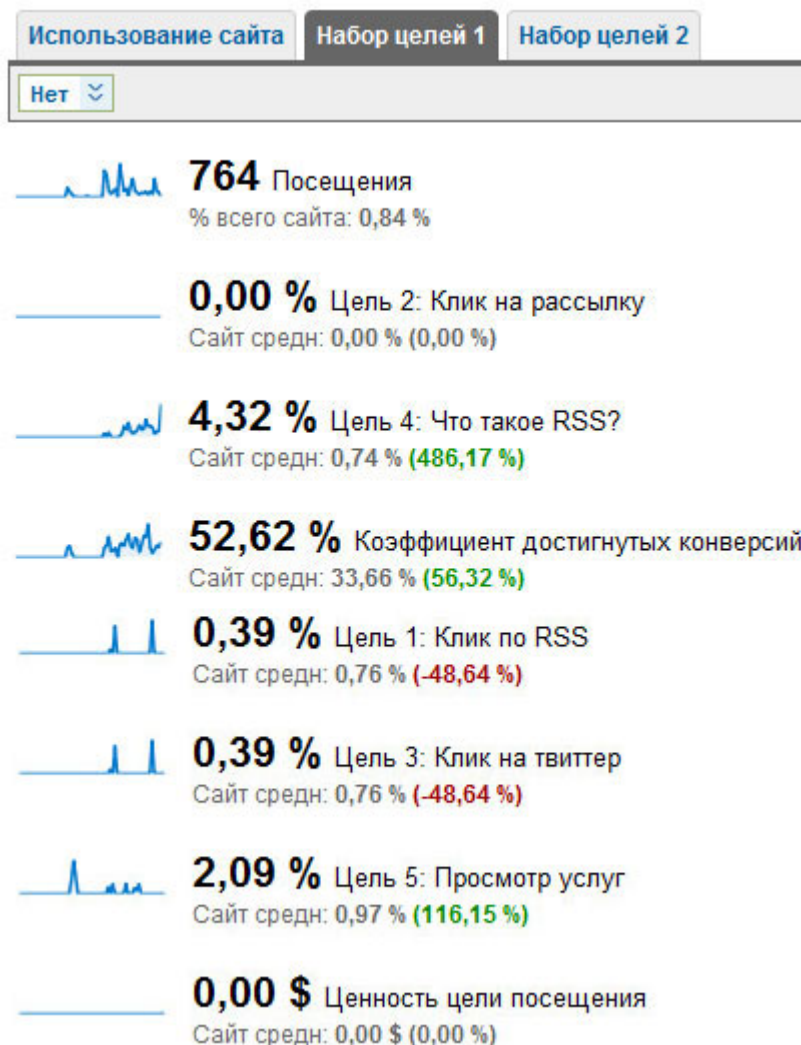 Использование сайта Набор целей 1 Набор целей 2
Нет
764 Посещения
% всего сайта: 0,84 %
0,00 % Цель 2: Клик на рассылку
Сайт средн: 0,00 % (0,00 %)
4,32 % Цель 4: Что такое RSS?
Сайт средн: 0,74 % (486,17 %)
52,62 % Коэффициент достигнутых конверсий
Сайт средн: 33,66 % (56,32 %)
0,39 % Цель 1: Клик по RSS
Сайт средн: 0,76 % (-48,64 %)
0,39 % Цель 3: Клик на твиттер
Сайт средн: 0,76 % (-48,64 %)
2,09 % Цель 5: Просмотр услуг
Сайт средн: 0,97 % (116,15 %)
0,00 $ Ценность цели посещения
Сайт средн: 0,00 $ (0,00 %)